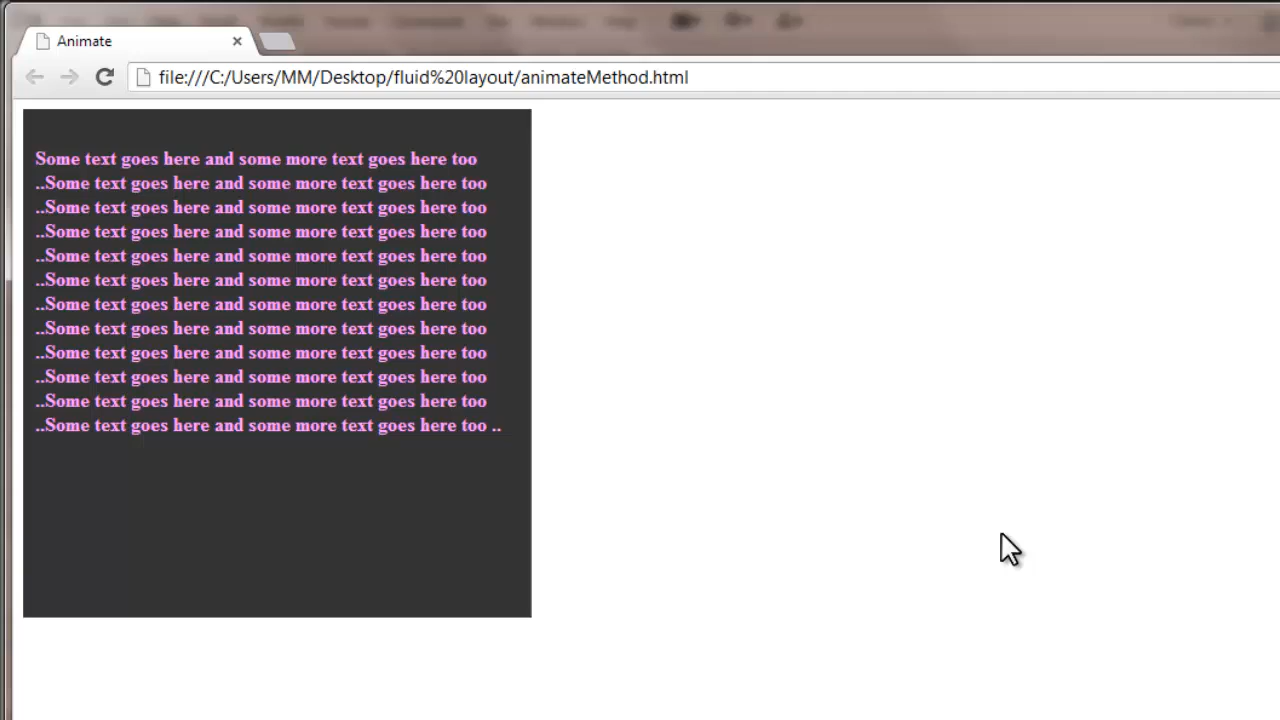 Animate
file:///C:/Users/MM/Desktop/fluid%20layout/animateMethod.html
Some text goes here and some more text goes here too
..Some text goes here and some more text goes here too
..Some text goes here and some more text goes here too
..Some text goes here and some more text goes here too
..Some text goes here and some more text goes here too
..Some text goes here and some more text goes here too
..Some text goes here and some more text goes here too
..Some text goes here and some more text goes here too
..Some text goes here and some more text goes here too
..Some text goes here and some more text goes here too
..Some text goes here and some more text goes here too
..Some text goes here and some more text goes here too ..